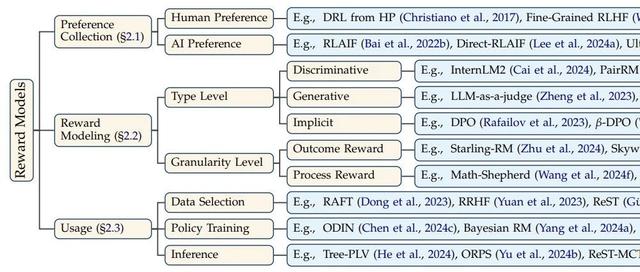 Reward Models
Preference
Collection (§2.1)
Human Preference
E.g., DRL from HP (Christiano et al., 2017), Fine-Grained RLHF
AI Preference
E.g., RLAIF (Bai et al., 2022b), Direct-RLAIF (Lee et al., 2024a),
Reward
Modeling (§2.2)
Type Level
Discriminative
E.g., InternLM2 (Cai et al., 2024), PairRM
Generative
E.g., LLM-as-a-judge (Zheng et al., 2023),
Implicit
E.g., DPO (Rafailov et al., 2023), β-DPO
Granularity Level
Outcome Reward
E.g., Starling-RM (Zhu et al., 2024),
Process Reward
E.g., Math-Shepherd (Wang et al., 2024f),
Usage (§2.3)
Data Selection
E.g., RAFT (Dong et al., 2023), RRHF (Yuan et al., 2023), ReST
Policy Training
E.g., ODIN (Chen et al., 2024c), Bayesian RM (Yang et al., 2024a),
Inference
E.g., Tree-PLV (He et al., 2024), ORPS (Yu et al., 2024b), ReST-MCT